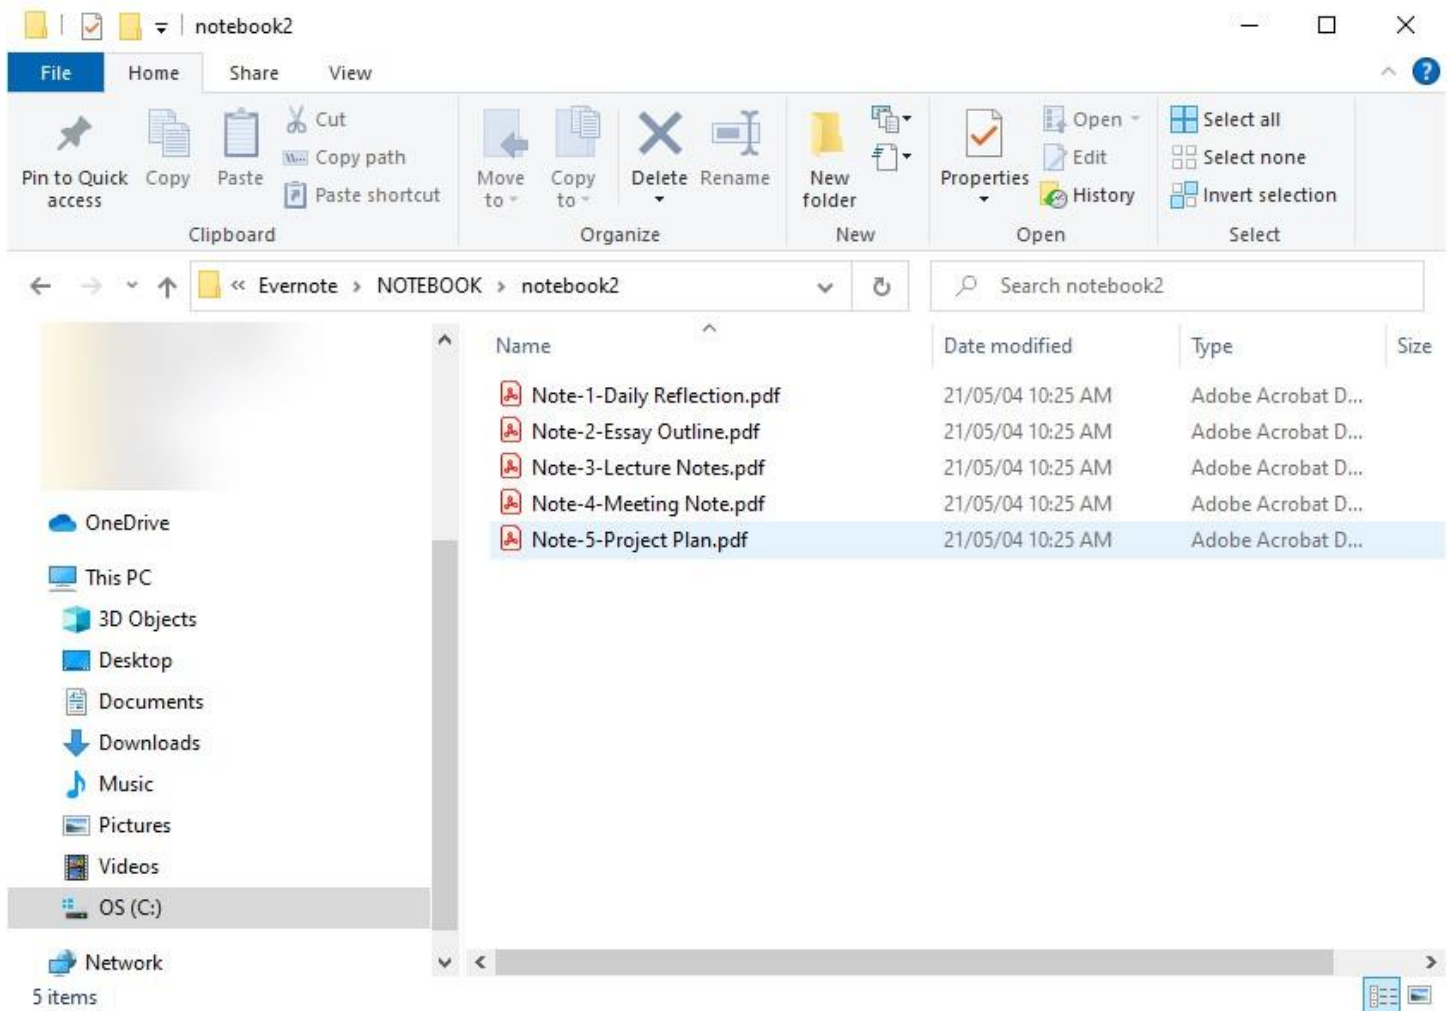 notebook2
File Home Share View
Pin to Quick access Copy Paste Cut Copy path Paste shortcut
Move to Copy to Delete Rename New folder Properties Open Edit History
Select all Select none Invert selection
Clipboard Organize New Open Select
« Evernote > NOTEBOOK > notebook2 Search notebook2
Name Date modified Type Size
Note-1-Daily Reflection.pdf 21/05/04 10:25 AM Adobe Acrobat D...
Note-2-Essay Outline.pdf 21/05/04 10:25 AM Adobe Acrobat D...
Note-3-Lecture Notes.pdf 21/05/04 10:25 AM Adobe Acrobat D...
Note-4-Meeting Note.pdf 21/05/04 10:25 AM Adobe Acrobat D...
Note-5-Project Plan.pdf 21/05/04 10:25 AM Adobe Acrobat D...
OneDrive
This PC
3D Objects
Desktop
Documents
Downloads
Music
Pictures
Videos
OS (C:)
Network
5 items